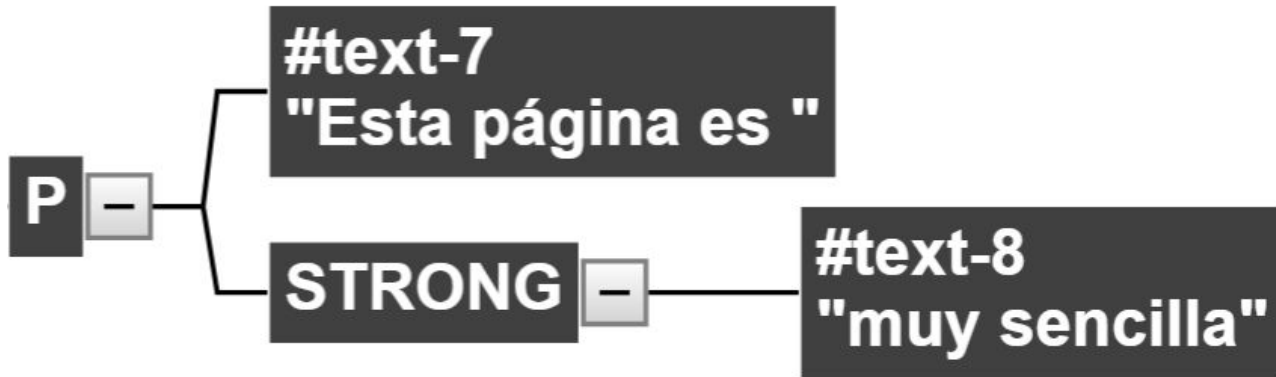 #text-7
"Esta página es "
P
STRONG
#text-8
"muy sencilla"